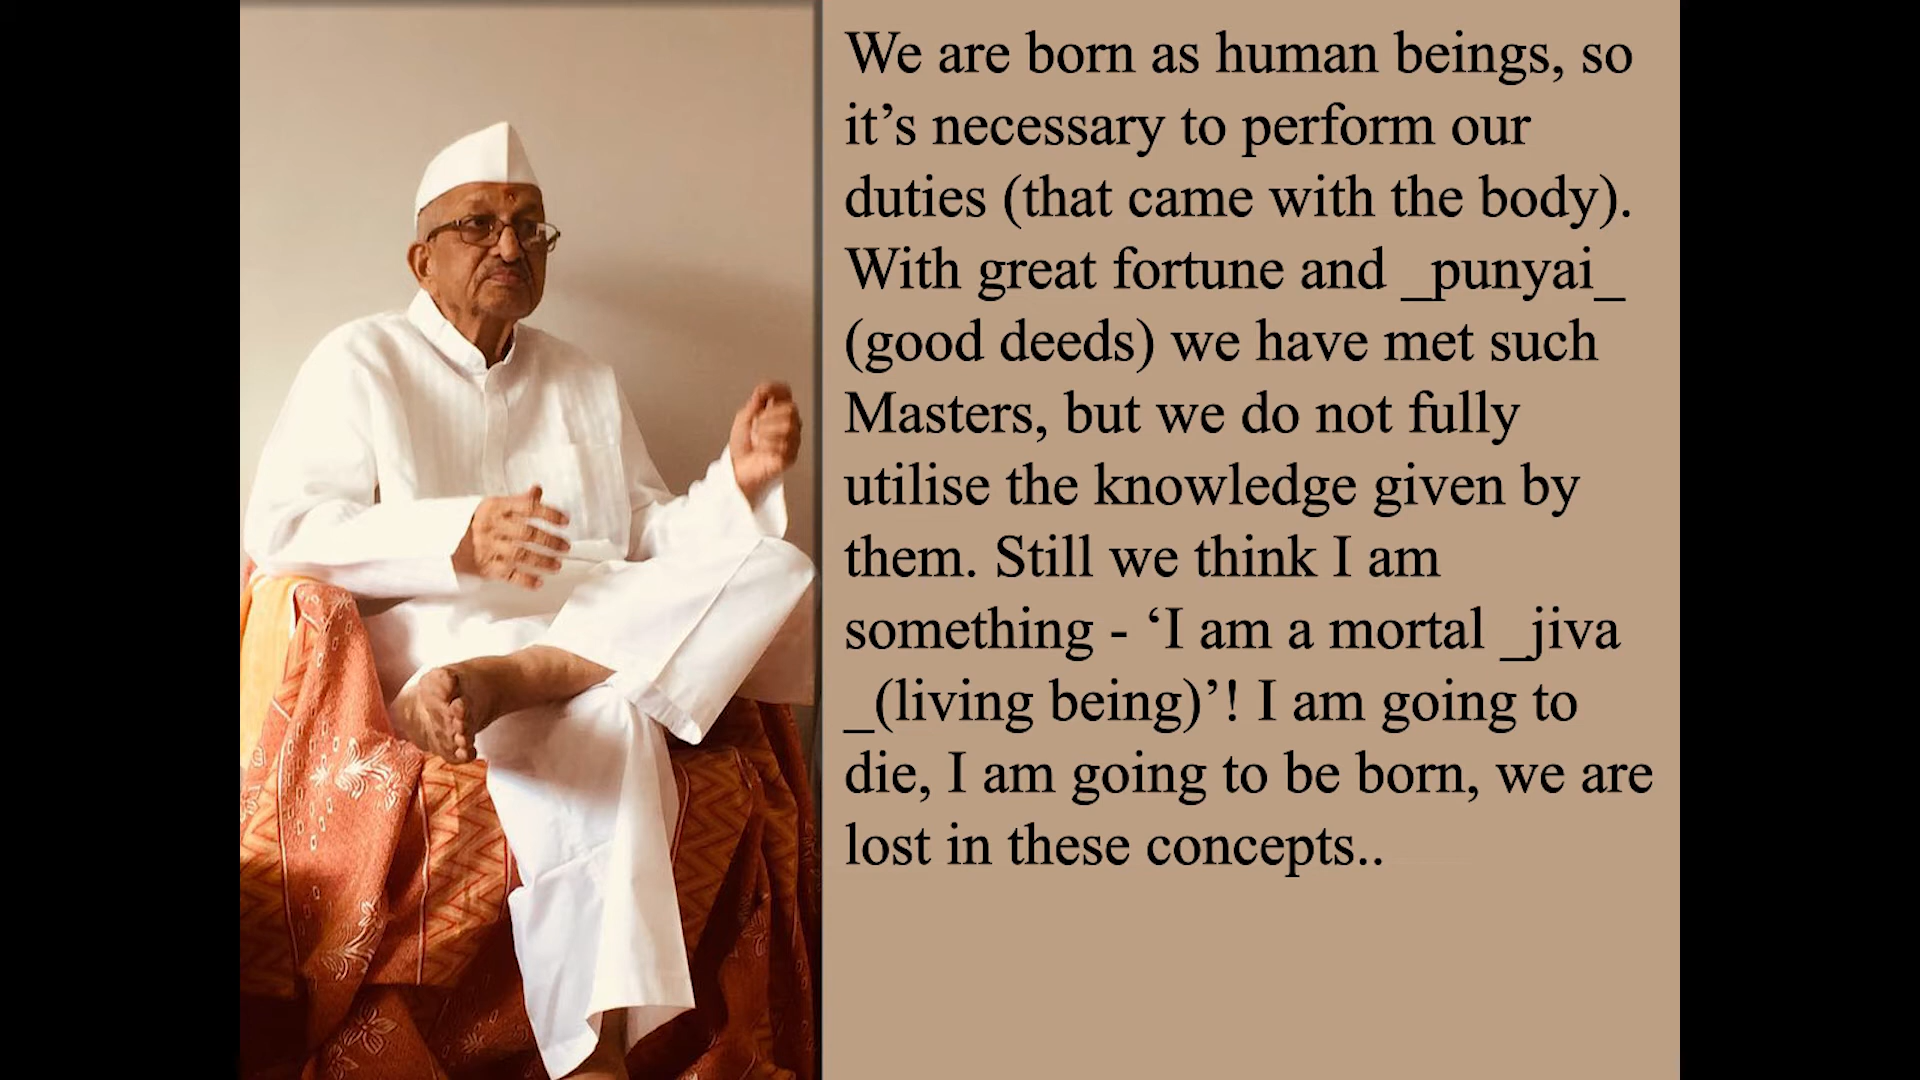 We are born as human beings, so
it’s necessary to perform our
duties (that came with the body).
With great fortune and _punyai_
(good deeds) we have met such
Masters, but we do not fully
utilise the knowledge given by
them. Still we think I am
something - ‘I am a mortal _jiva
_(living being)’! I am going to
die, I am going to be born, we are
lost in these concepts..